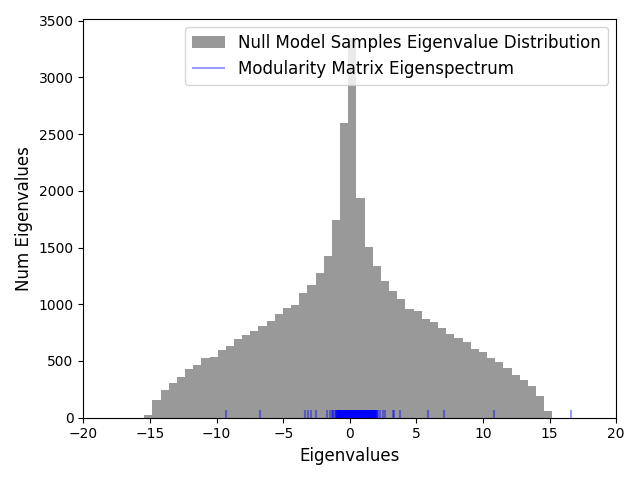 Null Model Samples Eigenvalue Distribution
Modularity Matrix Eigenspectrum
Num Eigenvalues
3500
3000
2500
2000
1500
1000
500
0
−20 −15 −10 −5 0 5 10 15 20
Eigenvalues